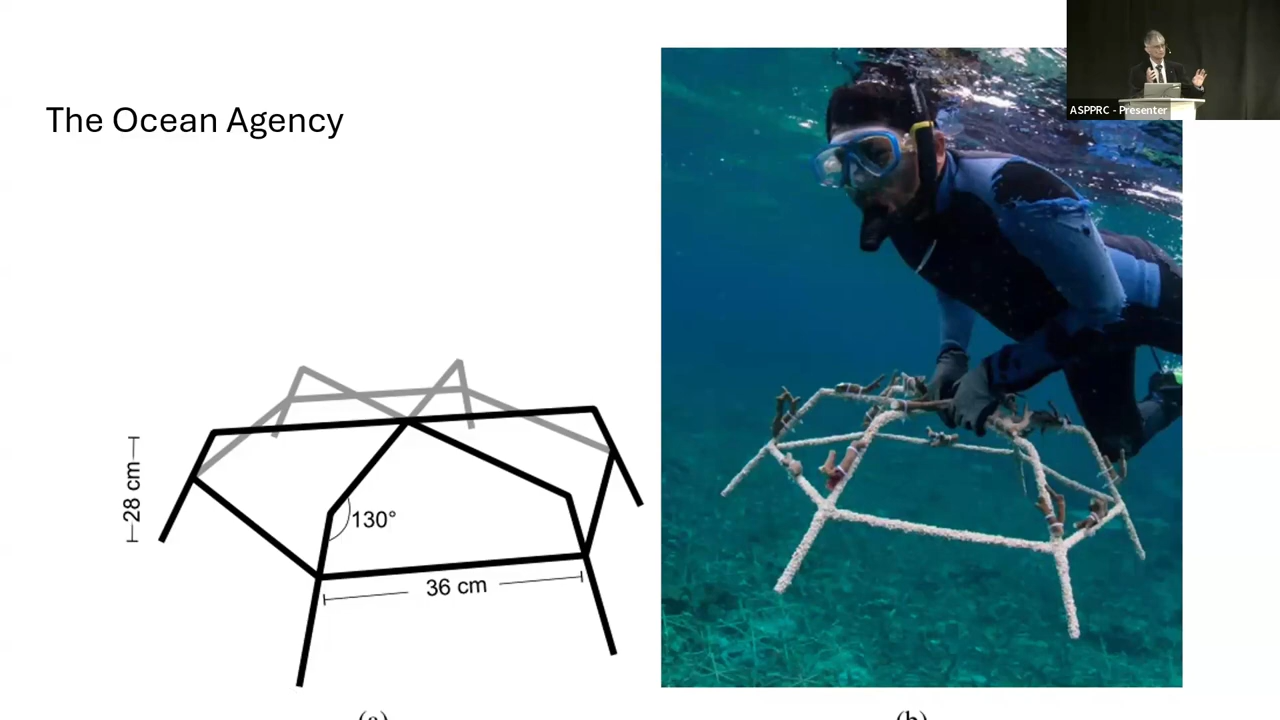 The Ocean Agency
ASPPRC - Presenter
28 cm
130°
36 cm
(a)
(b)